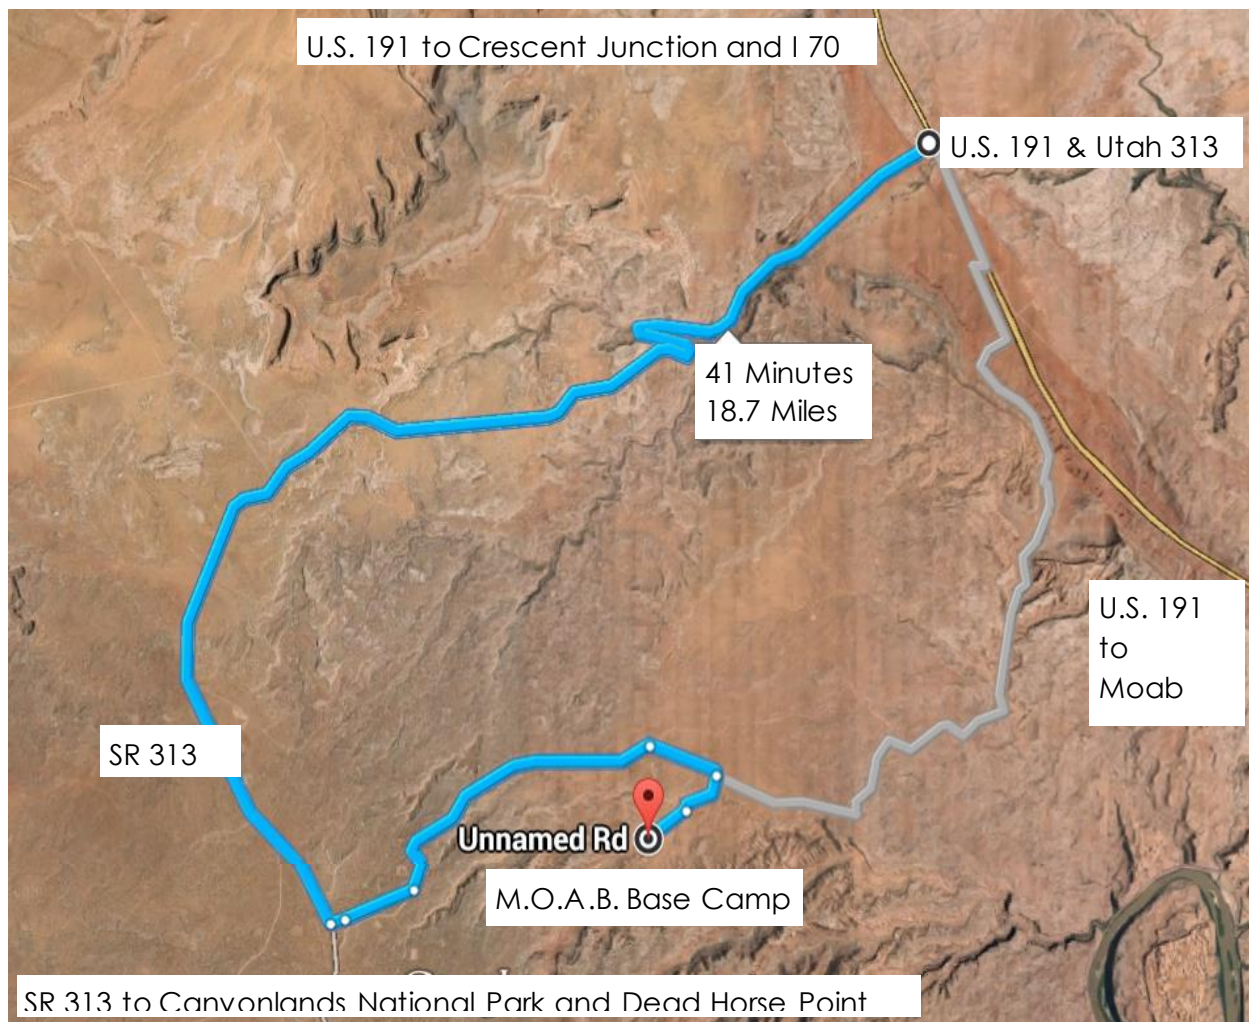 U.S. 191 to Crescent Junction and I 70
U.S. 191 & Utah 313
41 Minutes
18.7 Miles
U.S. 191
to
Moab
SR 313
Unnamed Rd
M.O.A.B. Base Camp
SR 313 to Canyonlands National Park and Dead Horse Point